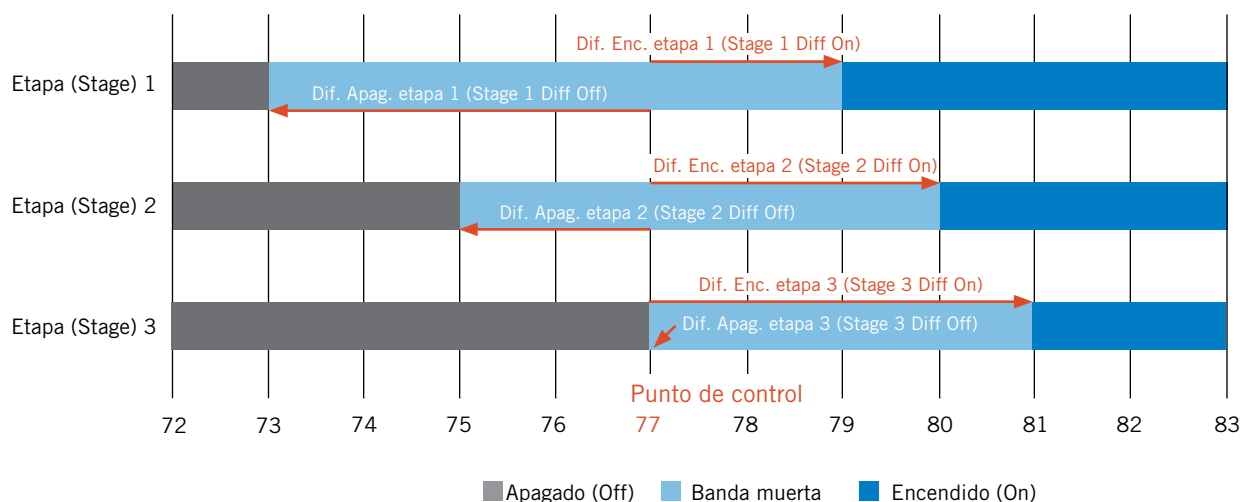 Dif. Enc. etapa 1 (Stage 1 Diff On)
Etapa (Stage) 1
Dif. Apag. etapa 1 (Stage 1 Diff Off)
Dif. Enc. etapa 2 (Stage 2 Diff On)
Etapa (Stage) 2
Dif. Apag. etapa 2 (Stage 2 Diff Off)
Dif. Enc. etapa 3 (Stage 3 Diff On)
Etapa (Stage) 3
Dif. Apag. etapa 3 (Stage 3 Diff Off)
Punto de control
72 73 74 75 76 77 78 79 80 81 82 83
Apagado (Off) Banda muerta Encendido (On)